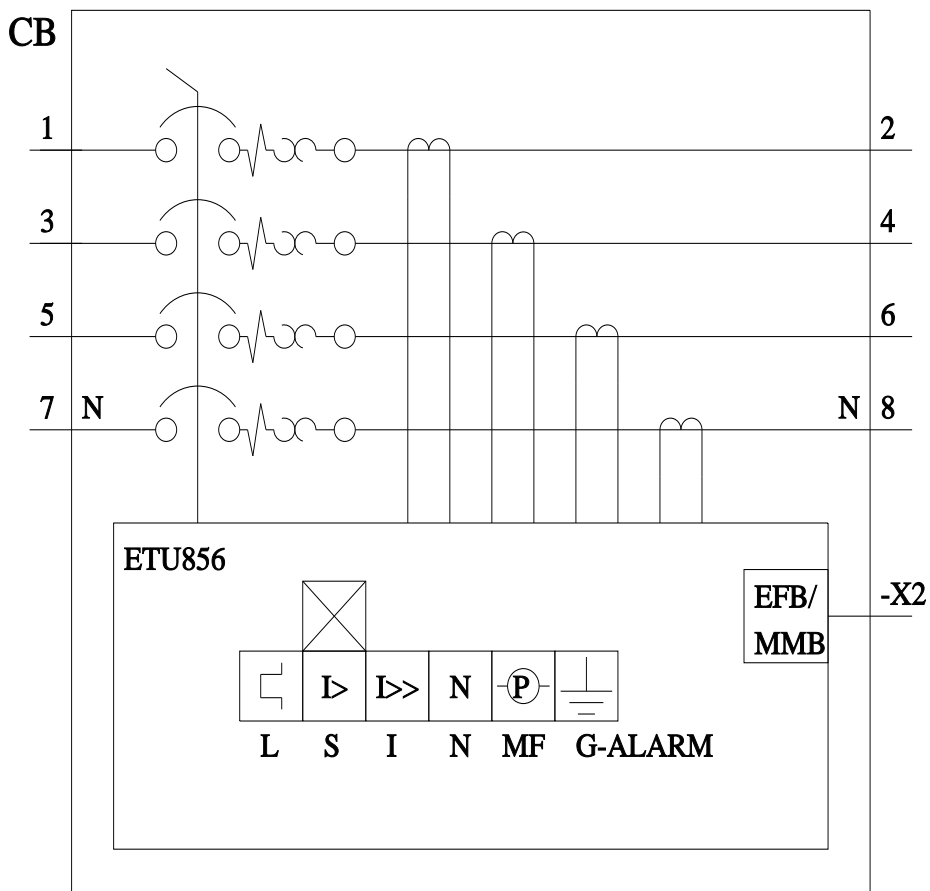 CB
1 2
3 4
5 6
7 N N 8
ETU856
EFB/ -X2
MMB
I> I>> N P
L S I N MF G-ALARM